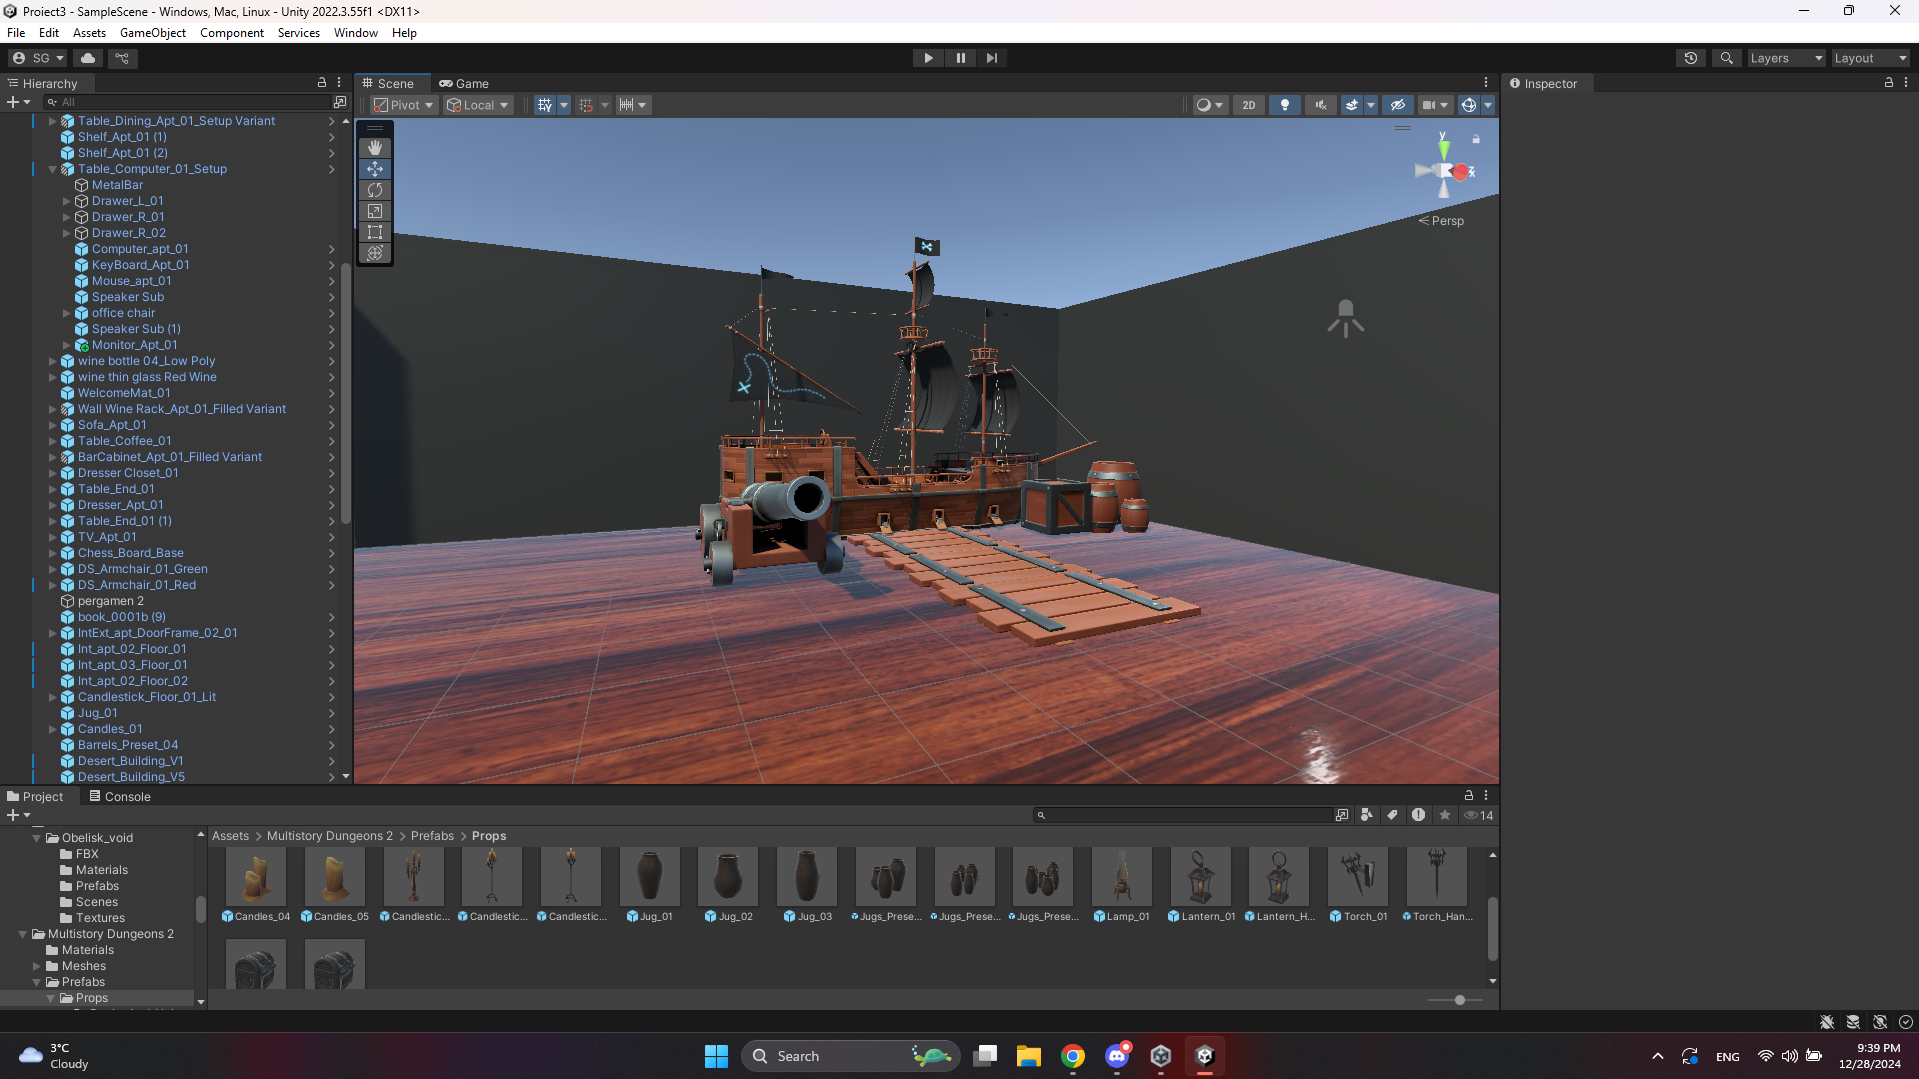 Proiect3 - SampleScene - Windows, Mac, Linux - Unity 2022.3.55f1 <DX11>
File Edit Assets GameObject Component Services Window Help
SG
Layers Layout
Hierarchy
All
Table_Dining_Apt_01_Setup Variant
Shelf_Apt_01 (1)
Shelf_Apt_01 (2)
Table_Computer_01_Setup
MetalBar
Drawer_L_01
Drawer_R_01
Drawer_R_02
Computer_apt_01
KeyBoard_Apt_01
Mouse_apt_01
Speaker Sub
office chair
Speaker Sub (1)
Monitor_Apt_01
wine bottle 04_Low Poly
wine thin glass Red Wine
WelcomeMat_01
Wall Wine Rack_Apt_01_Filled Variant
Sofa_Apt_01
Table_Coffee_01
BarCabinet_Apt_01_Filled Variant
Dresser Closet_01
Table_End_01
Dresser_Apt_01
Table_End_01 (1)
TV_Apt_01
Chess_Board_Base
DS_Armchair_01_Green
DS_Armchair_01_Red
pergamen 2
book_0001b (9)
IntExt_apt_DoorFrame_02_01
Int_apt_02_Floor_01
Int_apt_03_Floor_01
Int_apt_02_Floor_02
Candlestick_Floor_01_Lit
Jug_01
Candles_01
Barrels_Preset_04
Desert_Building_V1
Desert_Building_V5
Scene Game
Pivot Local 2D
y
x
Persp
Inspector
Project Console
14
Obelisk_void
FBX
Materials
Prefabs
Scenes
Textures
Multistory Dungeons 2
Materials
Meshes
Prefabs
Props
Assets > Multistory Dungeons 2 > Prefabs > Props
Candles_04 Candles_05 Candlestic... Candlestic... Candlestic... Jug_01 Jug_02 Jug_03 Jugs_Prese... Jugs_Prese... Jugs_Prese... Lamp_01 Lantern_01 Lantern_H... Torch_01 Torch_Han...
3°C
Cloudy
Search
ENG
9:39 PM
12/28/2024